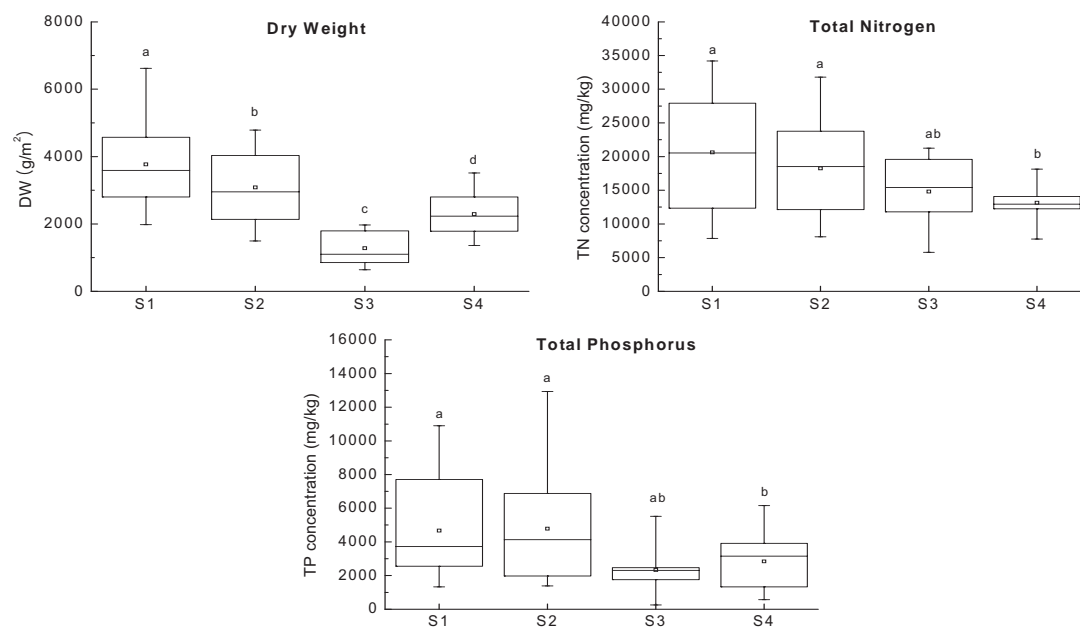 Dry Weight
DW (g/m²)
8000
6000
4000
2000
0
a
b
c
d
S1 S2 S3 S4
Total Nitrogen
TN concentration (mg/kg)
40000
35000
30000
25000
20000
15000
10000
5000
0
a
a
ab
b
S1 S2 S3 S4
Total Phosphorus
TP concentration (mg/kg)
16000
14000
12000
10000
8000
6000
4000
2000
0
a
a
ab
b
S1 S2 S3 S4